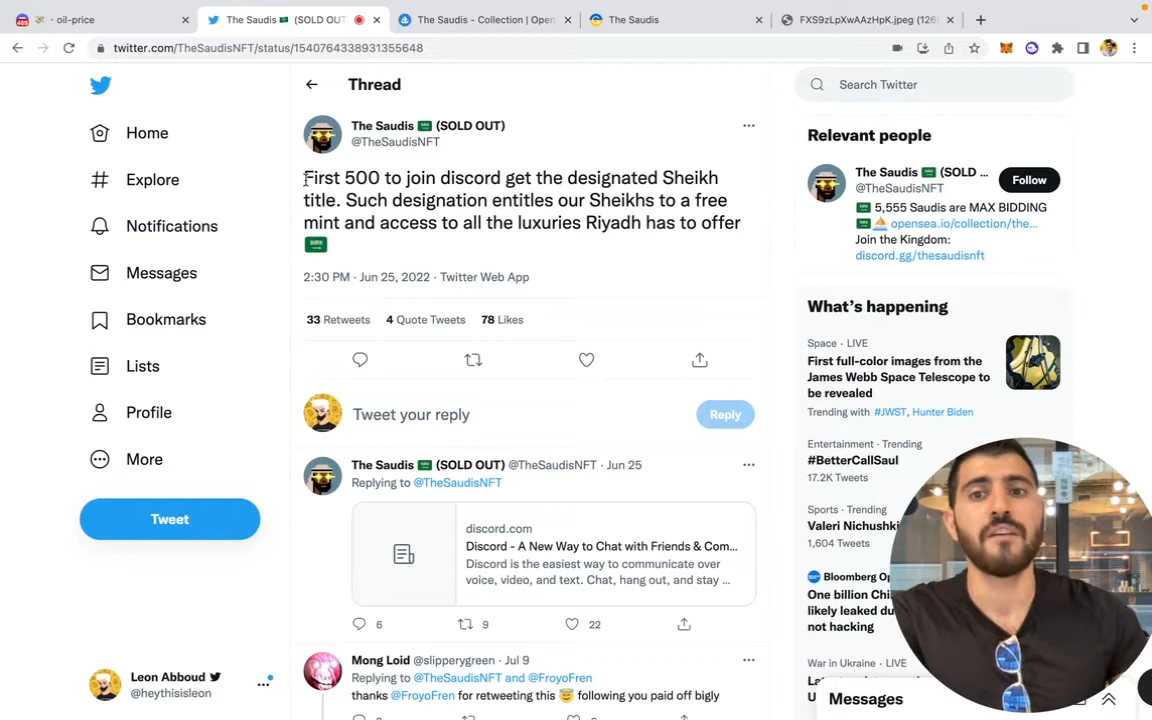 oil-price
The Saudis 🇸🇦 (SOLD OUT)
The Saudis - Collection | Open
The Saudis
FXS9zLpXwAAzHpK.jpeg (126
twitter.com/TheSaudisNFT/status/1540764338931355648
Home
Explore
Notifications
Messages
Bookmarks
Lists
Profile
More
Tweet
Leon Abboud
@heythisisleon
Thread
The Saudis 🇸🇦 (SOLD OUT)
@TheSaudisNFT
First 500 to join discord get the designated Sheikh
title. Such designation entitles our Sheikhs to a free
mint and access to all the luxuries Riyadh has to offer
🇸🇦
2:30 PM · Jun 25, 2022 · Twitter Web App
33 Retweets 4 Quote Tweets 78 Likes
Tweet your reply
Reply
The Saudis 🇸🇦 (SOLD OUT) @TheSaudisNFT · Jun 25
Replying to @TheSaudisNFT
discord.com
Discord - A New Way to Chat with Friends & Com...
Discord is the easiest way to communicate over
voice, video, and text. Chat, hang out, and stay ...
6 9 22
Mong Loid @slipperygreen · Jul 9
Replying to @TheSaudisNFT and @FroyoFren
thanks @FroyoFren for retweeting this 😇 following you paid off bigly
Search Twitter
Relevant people
The Saudis 🇸🇦 (SOLD ...
@TheSaudisNFT
Follow
🇸🇦 5,555 Saudis are MAX BIDDING
🇸🇦⛵ opensea.io/collection/the...
Join the Kingdom:
discord.gg/thesaudisnft
What's happening
Space · LIVE
First full-color images from the
James Webb Space Telescope to
be revealed
Trending with #JWST, Hunter Biden
Entertainment · Trending
#BetterCallSaul
17.2K Tweets
Sports · Trending
Valeri Nichushki
1,604 Tweets
Bloomberg Op
One billion Chi
likely leaked du
not hacking
War in Ukraine · LIVE
Messages